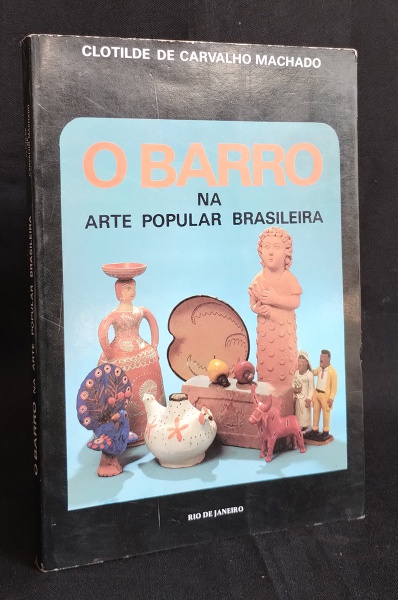 CLOTILDE DE CARVALHO MACHADO
O BARRO
NA
ARTE POPULAR BRASILEIRA
RIO DE JANEIRO
O BARRO NA ARTE POPULAR BRASILEIRA